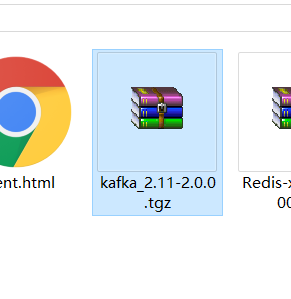 ent.html
kafka_2.11-2.0.0
.tgz
Redis-x
00